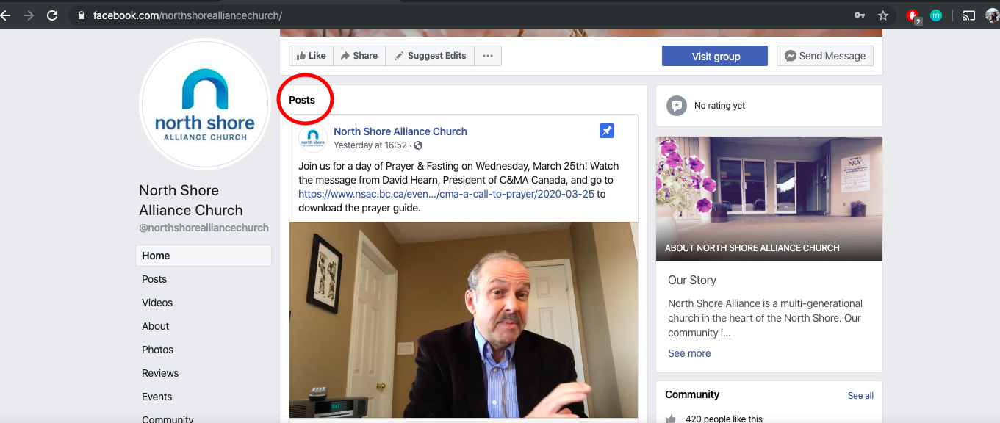 facebook.com/northshorealliancechurch/
2
m
north shore
ALLIANCE CHURCH
North Shore
Alliance Church
@northshorealliancechurch
Home
Posts
Videos
About
Photos
Reviews
Events
Community
Like
Share
Suggest Edits
Visit group
Send Message
Posts
north shore
North Shore Alliance Church
Yesterday at 16:52 ·
Join us for a day of Prayer & Fasting on Wednesday, March 25th! Watch
the message from David Hearn, President of C&MA Canada, and go to
https://www.nsac.bc.ca/even.../cma-a-call-to-prayer/2020-03-25 to
download the prayer guide.
No rating yet
ABOUT NORTH SHORE ALLIANCE CHURCH
Our Story
North Shore Alliance is a multi-generational
church in the heart of the North Shore. Our
community i...
See more
Community
See all
420 people like this